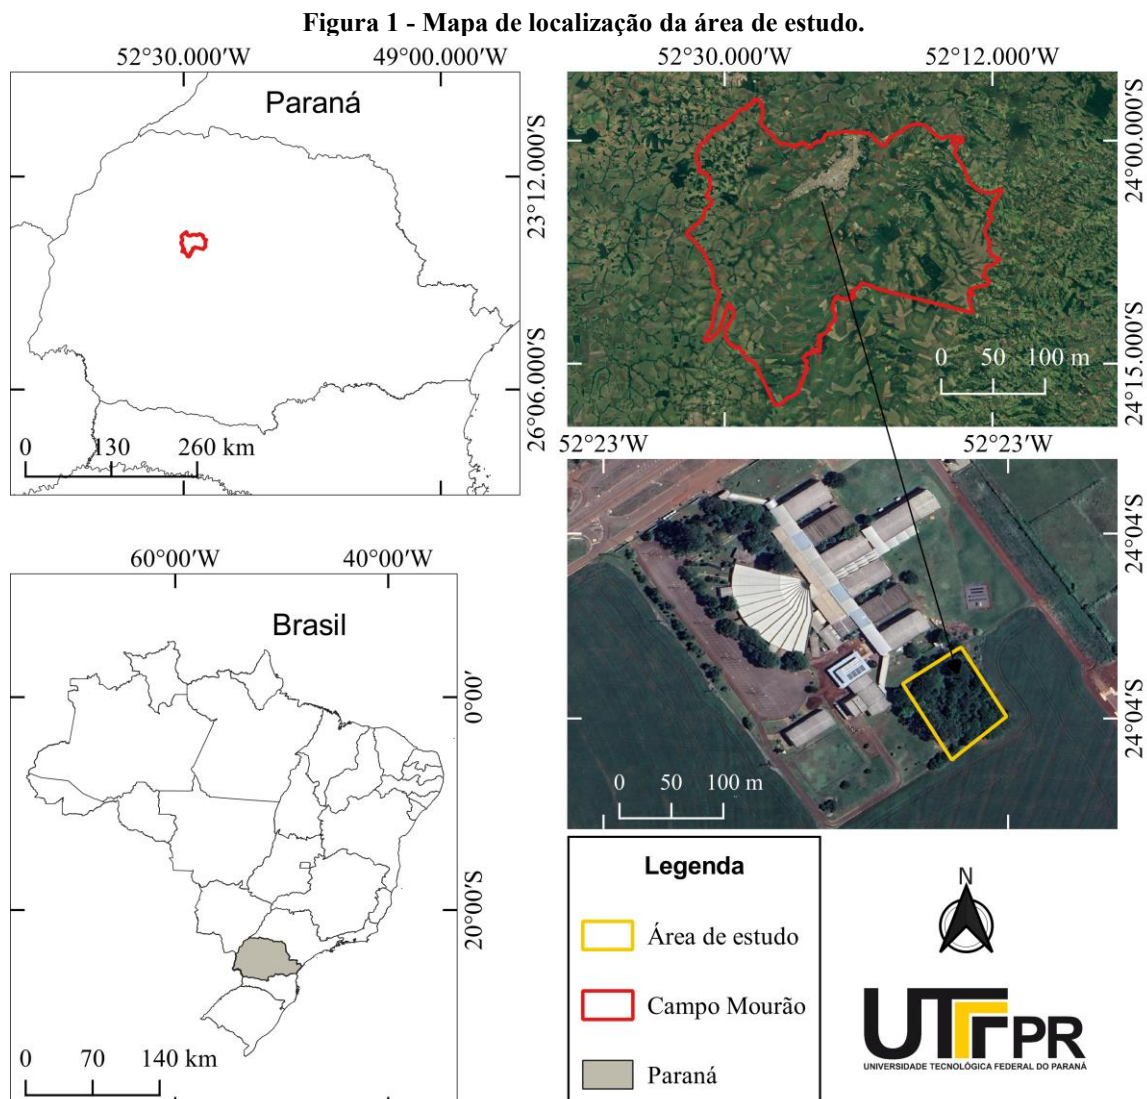 Figura 1 - Mapa de localização da área de estudo.
52°30.000′W 49°00.000′W
Paraná
23°12.000′S
26°06.000′S
0 130 260 km
52°30.000′W 52°12.000′W
24°00.000′S
24°15.000′S
0 50 100 m
52°23′W 52°23′W
24°04′S
24°04′S
0 50 100 m
60°00′W 40°00′W
Brasil
0°00′
20°00′S
0 70 140 km
Legenda
Área de estudo
Campo Mourão
Paraná
N
UTFPR
UNIVERSIDADE TECNOLÓGICA FEDERAL DO PARANÁ